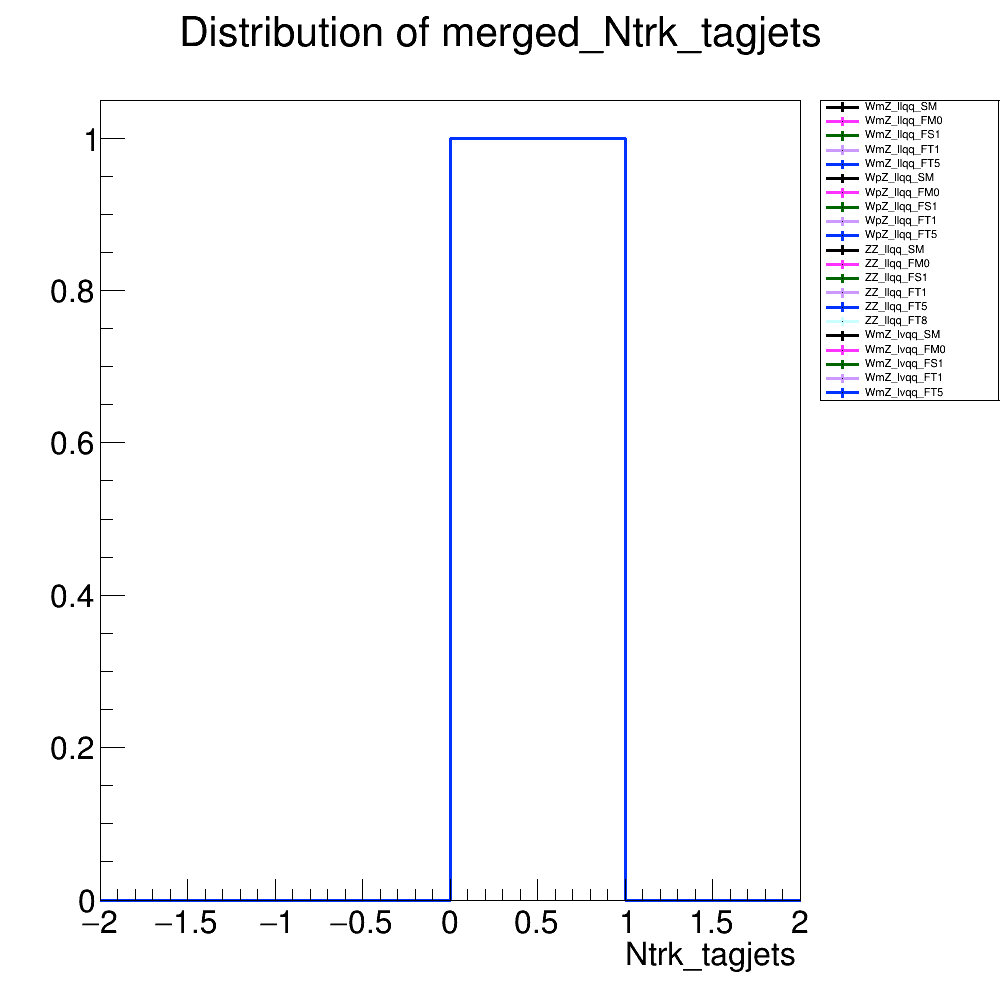 Distribution of merged_Ntrk_tagjets
WmZ_llqq_SM
WmZ_llqq_FM0
WmZ_llqq_FS1
WmZ_llqq_FT1
WmZ_llqq_FT5
WpZ_llqq_SM
WpZ_llqq_FM0
WpZ_llqq_FS1
WpZ_llqq_FT1
WpZ_llqq_FT5
ZZ_llqq_SM
ZZ_llqq_FM0
ZZ_llqq_FS1
ZZ_llqq_FT1
ZZ_llqq_FT5
ZZ_llqq_FT8
WmZ_lvqq_SM
WmZ_lvqq_FM0
WmZ_lvqq_FS1
WmZ_lvqq_FT1
WmZ_lvqq_FT5
1
0.8
0.6
0.4
0.2
0
−2 −1.5 −1 −0.5 0 0.5 1 1.5 2
Ntrk_tagjets